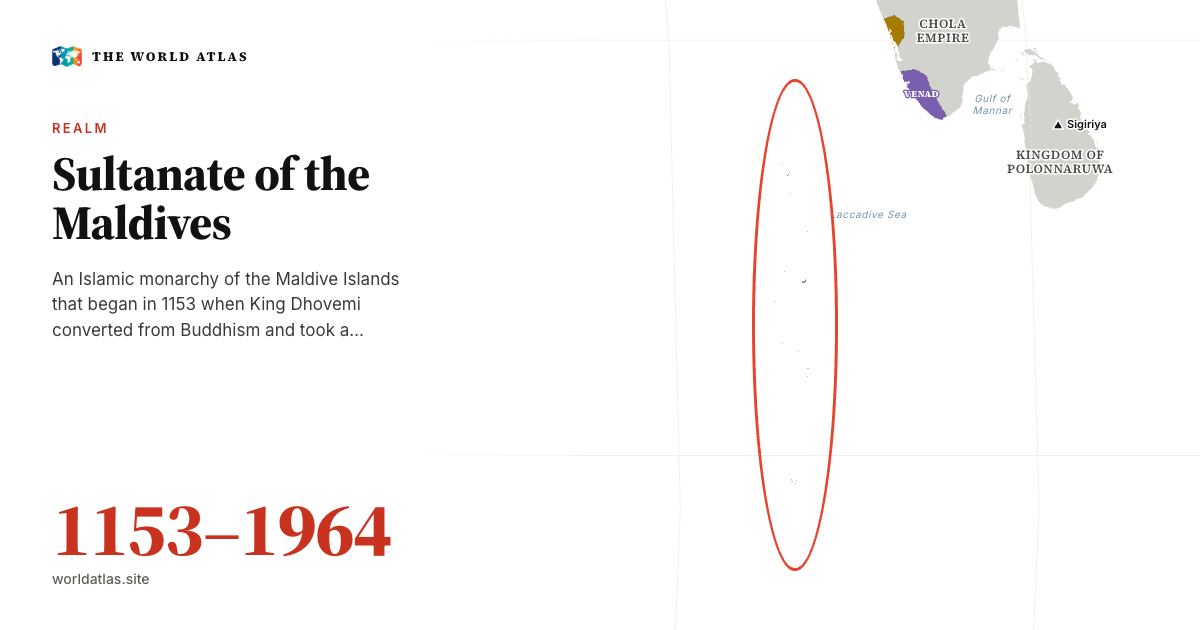 THE WORLD ATLAS
REALM
Sultanate of the
Maldives
An Islamic monarchy of the Maldive Islands
that began in 1153 when King Dhovemi
converted from Buddhism and took a...
1153–1964
worldatlas.site
CHOLA
EMPIRE
VENAD
Gulf of
Mannar
Sigiriya
KINGDOM OF
POLONNARUWA
accadive Sea